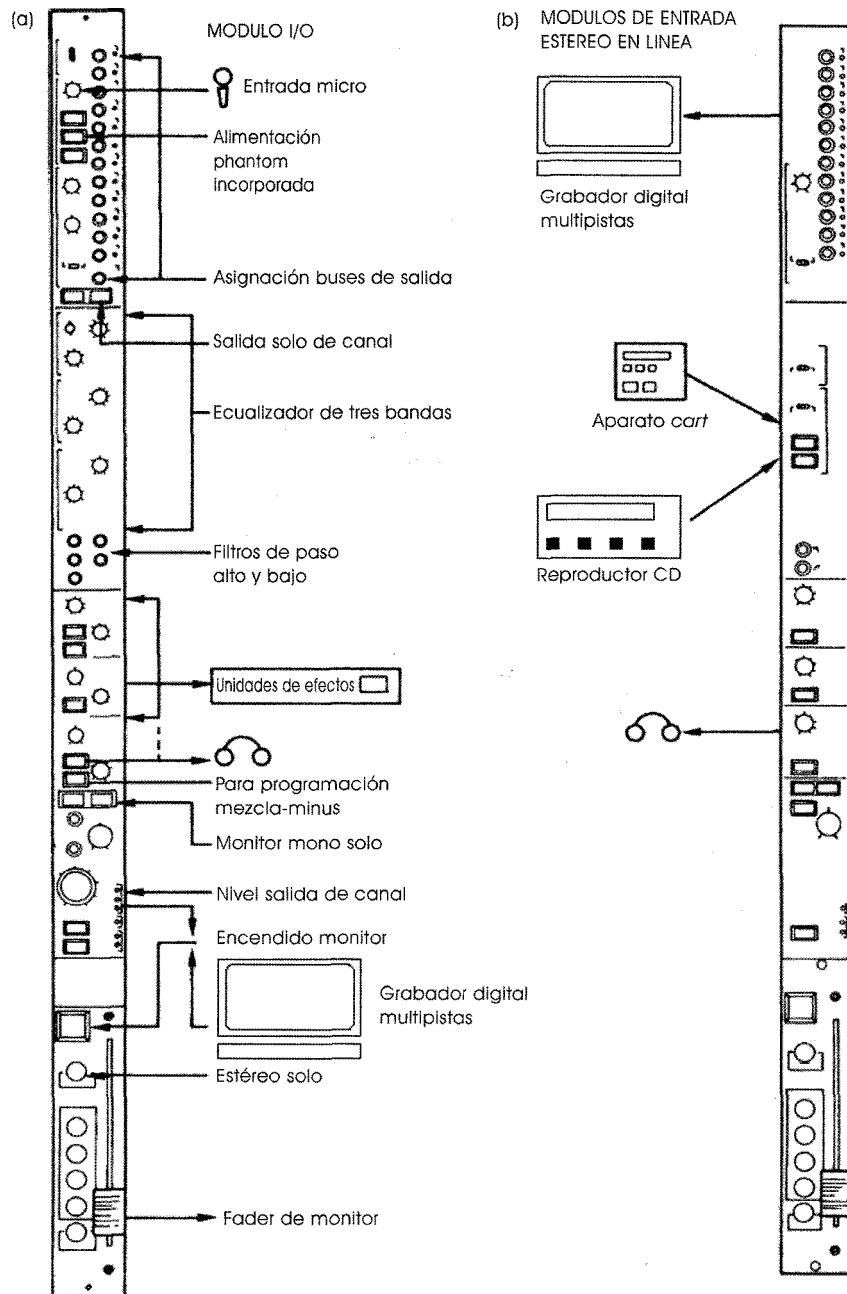 (a)
MODULO I/O
Entrada micro
Alimentación
phantom
incorporada
Asignación buses de salida
Salida solo de canal
Ecualizador de tres bandas
Filtros de paso
alto y bajo
Unidades de efectos
Para programación
mezcla-minus
Monitor mono solo
Nivel salida de canal
Encendido monitor
Grabador digital
multipistas
Estéreo solo
Fader de monitor
(b) MODULOS DE ENTRADA
ESTEREO EN LINEA
Grabador digital
multipistas
Aparato cart
Reproductor CD